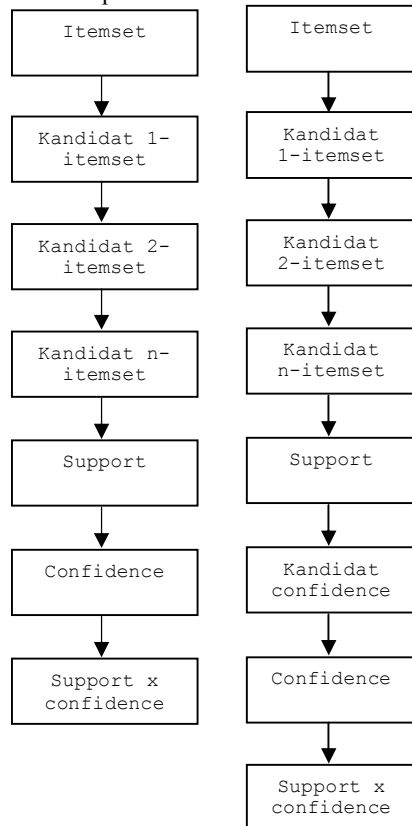 Itemset
Kandidat 1-
itemset
Kandidat 2-
itemset
Kandidat n-
itemset
Support
Confidence
Support x
confidence
Itemset
Kandidat
1-itemset
Kandidat
2-itemset
Kandidat
n-itemset
Support
Kandidat
confidence
Confidence
Support x
confidence